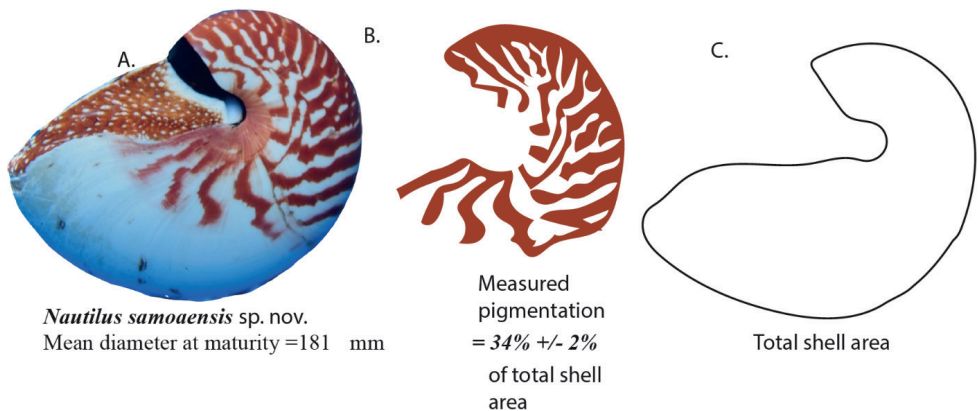 A.
B.
C.
Nautilus samoaensis sp. nov.
Mean diameter at maturity =181 mm
Measured
pigmentation
= 34% +/- 2%
of total shell
area
Total shell area